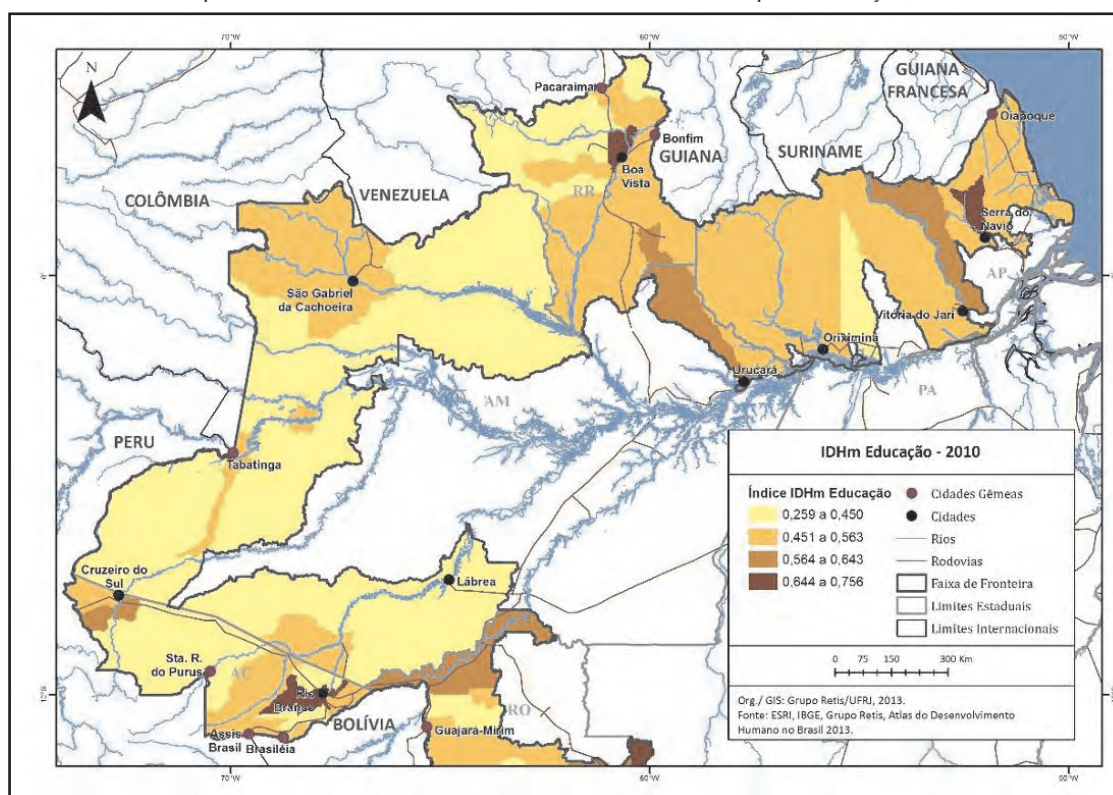 70°W
60°W
50°W
N
GUIANA
FRANCESA
Pacaraima
Oiapoque
Bonfim
GUIANA
SURINAME
Boa
Vista
VENEZUELA
COLÔMBIA
RR
Serra do
Navio
AP
São Gabriel
da Cachoeira
Vitória do Jari
Oriximiná
Urucará
AM
PA
PERU
Tabatinga
IDHm Educação - 2010
Índice IDHm Educação
0,259 a 0,450
0,451 a 0,563
0,564 a 0,643
0,644 a 0,756
Cidades Gêmeas
Cidades
Rios
Rodovias
Faixa de Fronteira
Limites Estaduais
Limites Internacionais
0 75 150 300 Km
Org./ GIS: Grupo Retis/UFRJ, 2013.
Fonte: ESRI, IBGE, Grupo Retis, Atlas do Desenvolvimento
Humano no Brasil 2013.
Cruzeiro do
Sul
Lábrea
Sta. R.
do Purus
AC
Rio
Branco
BOLÍVIA
RO
Assis
Brasil
Brasiléia
Guajará-Mirim
70°W
60°W